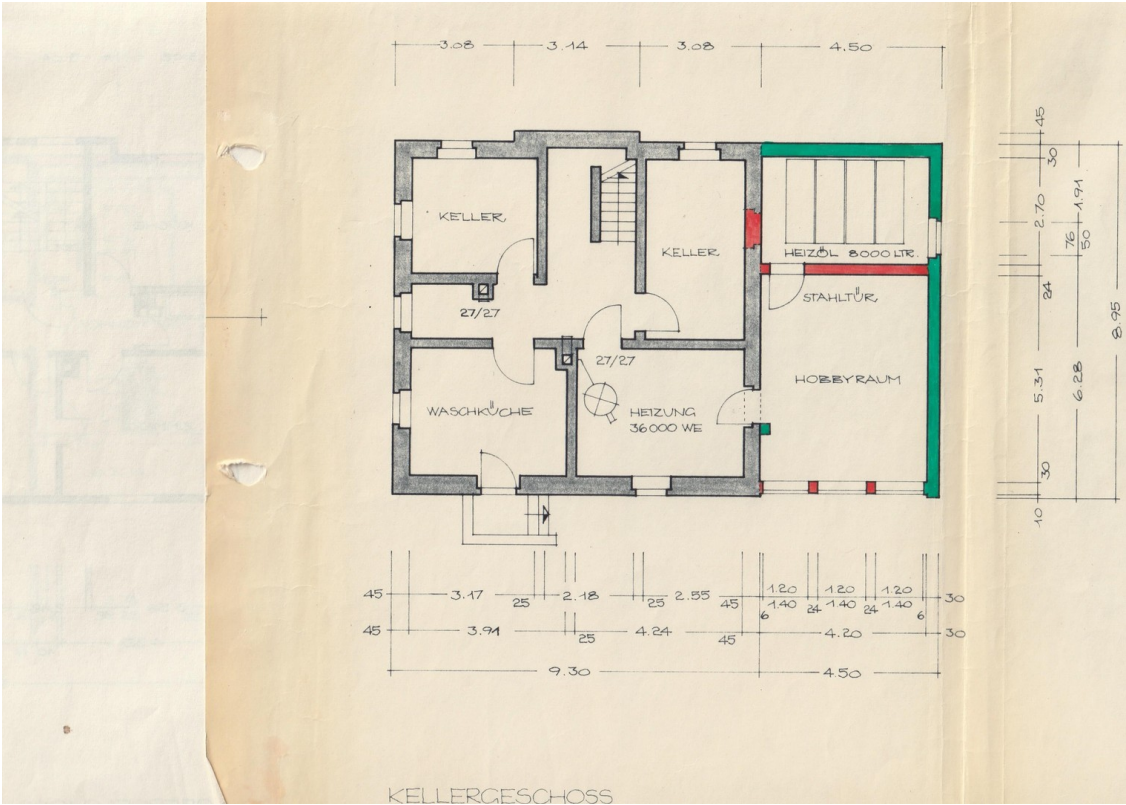 3.08 3.14 3.08 4.50
45
30
2.70
1.91
76
50
24
5.31
6.28
8.95
30
10
KELLER
KELLER
HEIZÖL 8000 LTR.
STAHLTÜR
27/27
27/27
HOBBYRAUM
WASCHKÜCHE
HEIZUNG
36000 WE
1.20 1.20 1.20
45 3.17 25 2.18 25 2.55 45 6 1.40 24 1.40 24 1.40 6 30
45 3.91 25 4.24 45 4.20 30
9.30 4.50
KELLERGESCHOSS